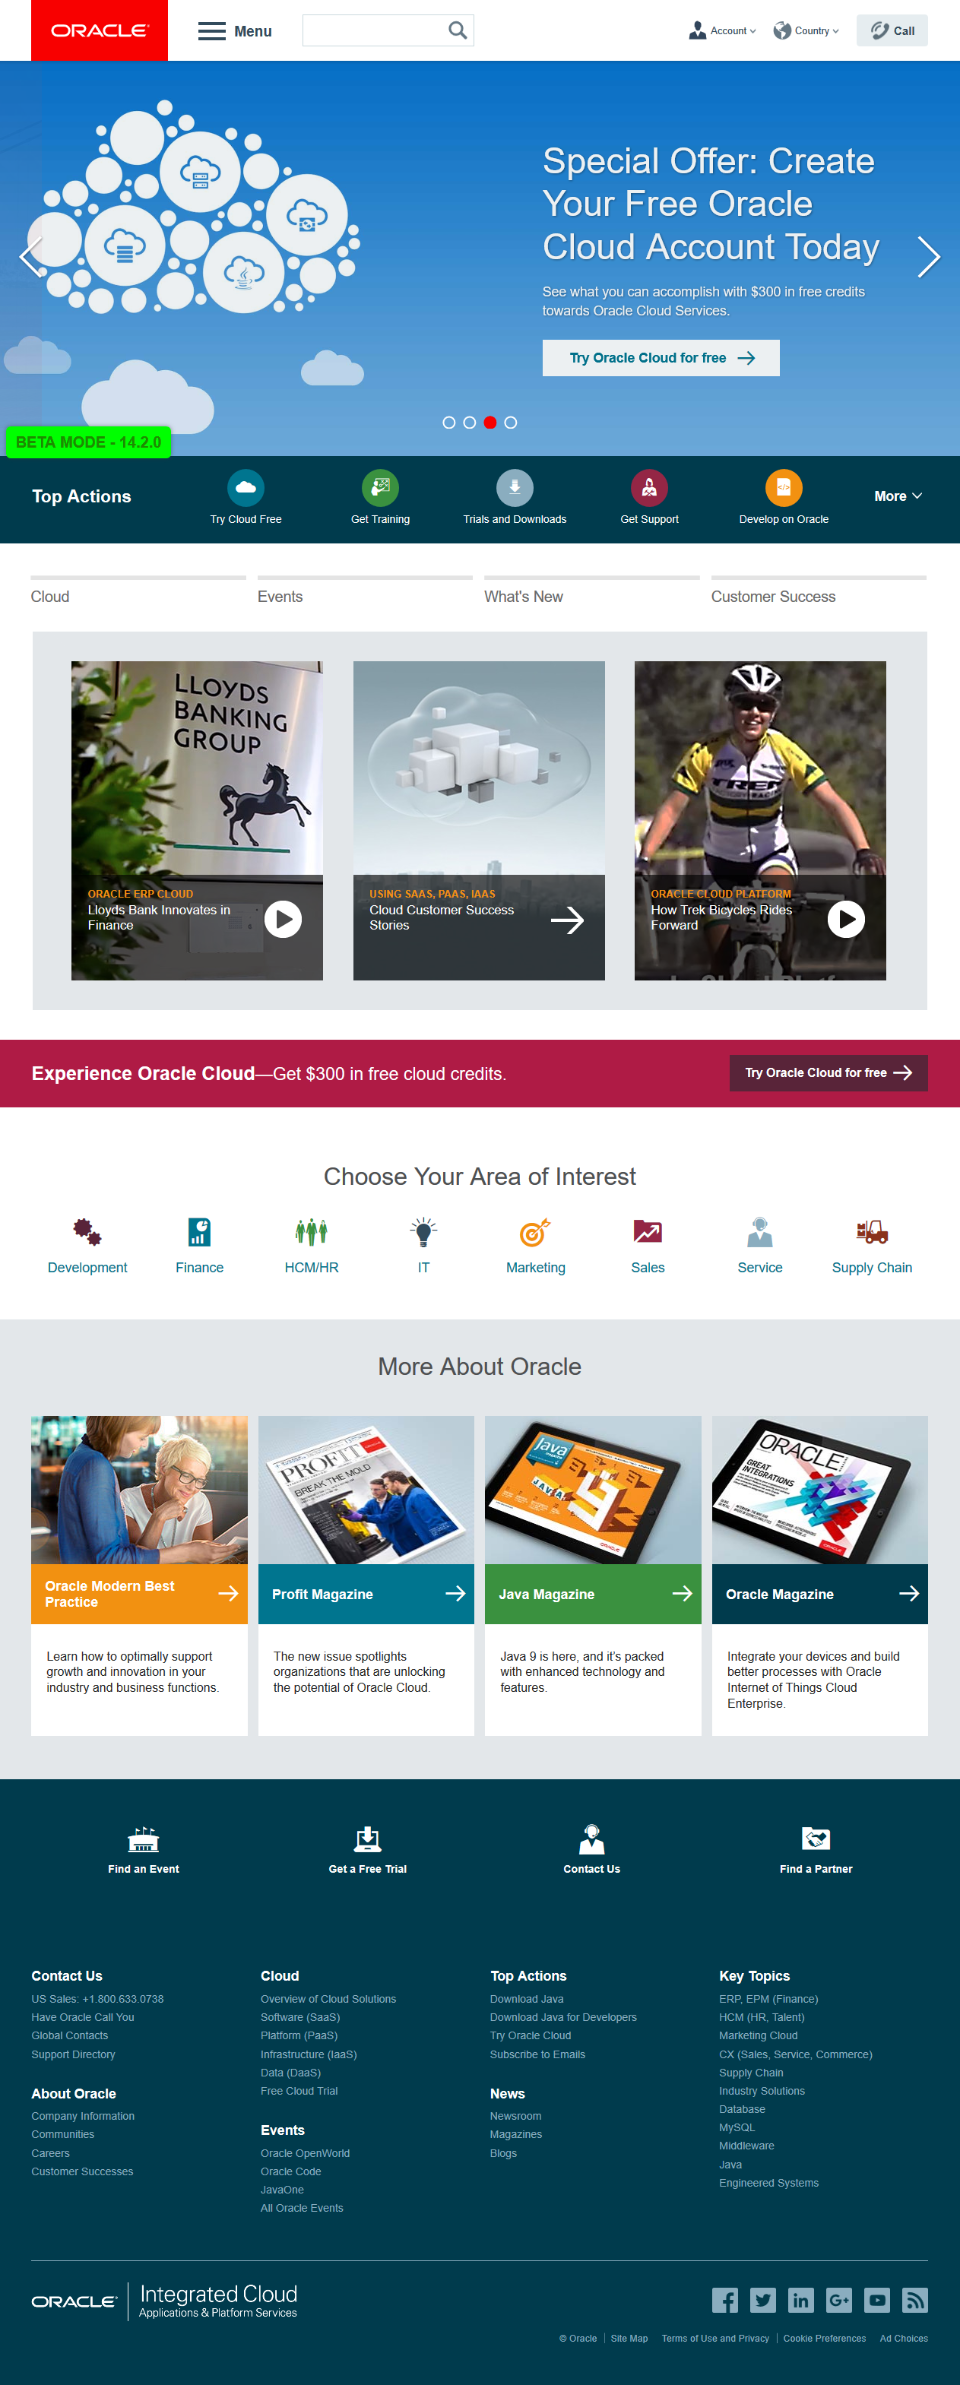 ORACLE
Menu
Account
Country
Call
Special Offer: Create
Your Free Oracle
Cloud Account Today
See what you can accomplish with $300 in free credits
towards Oracle Cloud Services.
Try Oracle Cloud for free
BETA MODE - 14.2.0
Top Actions
Try Cloud Free
Get Training
Trials and Downloads
Get Support
Develop on Oracle
More
Cloud
Events
What's New
Customer Success
LLOYDS
BANKING
GROUP
ORACLE ERP CLOUD
Lloyds Bank Innovates in
Finance
USING SAAS, PAAS, IAAS
Cloud Customer Success
Stories
TREK
ORACLE CLOUD PLATFORM
How Trek Bicycles Rides
Forward
Experience Oracle Cloud—Get $300 in free cloud credits.
Try Oracle Cloud for free
Choose Your Area of Interest
Development
Finance
HCM/HR
IT
Marketing
Sales
Service
Supply Chain
More About Oracle
PROFIT
BREAK THE MOLD
Java
JAVA
ORACLE
GREAT
INTEGRATIONS
Oracle Modern Best
Practice
Profit Magazine
Java Magazine
Oracle Magazine
Learn how to optimally support
growth and innovation in your
industry and business functions.
The new issue spotlights
organizations that are unlocking
the potential of Oracle Cloud.
Java 9 is here, and it's packed
with enhanced technology and
features.
Integrate your devices and build
better processes with Oracle
Internet of Things Cloud
Enterprise.
Find an Event
Get a Free Trial
Contact Us
Find a Partner
Contact Us
US Sales: +1.800.633.0738
Have Oracle Call You
Global Contacts
Support Directory
About Oracle
Company Information
Communities
Careers
Customer Successes
Cloud
Overview of Cloud Solutions
Software (SaaS)
Platform (PaaS)
Infrastructure (IaaS)
Data (DaaS)
Free Cloud Trial
Events
Oracle OpenWorld
Oracle Code
JavaOne
All Oracle Events
Top Actions
Download Java
Download Java for Developers
Try Oracle Cloud
Subscribe to Emails
News
Newsroom
Magazines
Blogs
Key Topics
ERP, EPM (Finance)
HCM (HR, Talent)
Marketing Cloud
CX (Sales, Service, Commerce)
Supply Chain
Industry Solutions
Database
MySQL
Middleware
Java
Engineered Systems
ORACLE
Integrated Cloud
Applications & Platform Services
© Oracle
Site Map
Terms of Use and Privacy
Cookie Preferences
Ad Choices